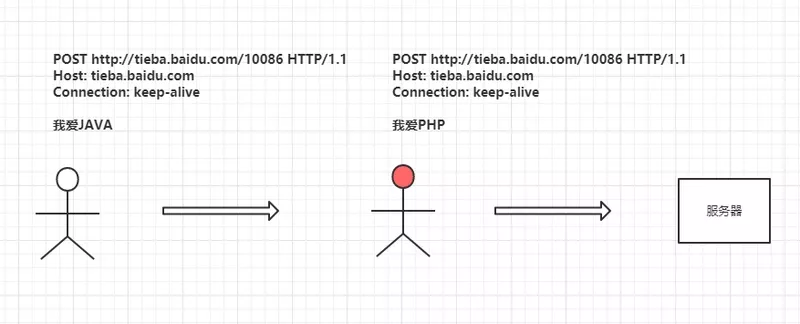 POST http://tieba.baidu.com/10086 HTTP/1.1
Host: tieba.baidu.com
Connection: keep-alive
我爱JAVA
POST http://tieba.baidu.com/10086 HTTP/1.1
Host: tieba.baidu.com
Connection: keep-alive
我爱PHP
服务器